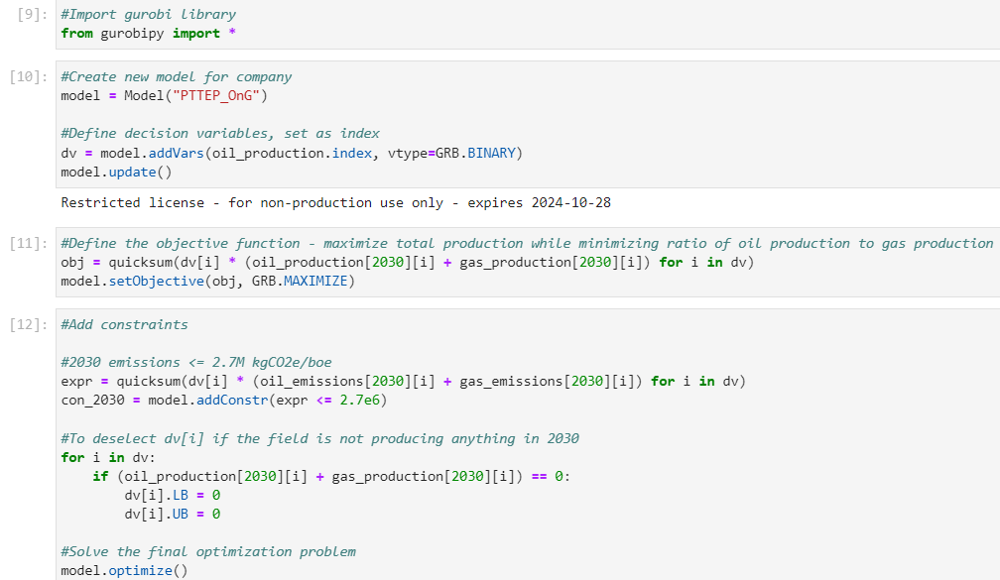 [9]: #Import gurobi library
from gurobipy import *
[10]: #Create new model for company
model = Model("PTTEP_OnG")
#Define decision variables, set as index
dv = model.addVars(oil_production.index, vtype=GRB.BINARY)
model.update()
Restricted license - for non-production use only - expires 2024-10-28
[11]: #Define the objective function - maximize total production while minimizing ratio of oil production to gas production
obj = quicksum(dv[i] * (oil_production[2030][i] + gas_production[2030][i]) for i in dv)
model.setObjective(obj, GRB.MAXIMIZE)
[12]: #Add constraints
#2030 emissions <= 2.7M kgCO2e/boe
expr = quicksum(dv[i] * (oil_emissions[2030][i] + gas_emissions[2030][i]) for i in dv)
con_2030 = model.addConstr(expr <= 2.7e6)
#To deselect dv[i] if the field is not producing anything in 2030
for i in dv:
    if (oil_production[2030][i] + gas_production[2030][i]) == 0:
        dv[i].LB = 0
        dv[i].UB = 0
#Solve the final optimization problem
model.optimize()